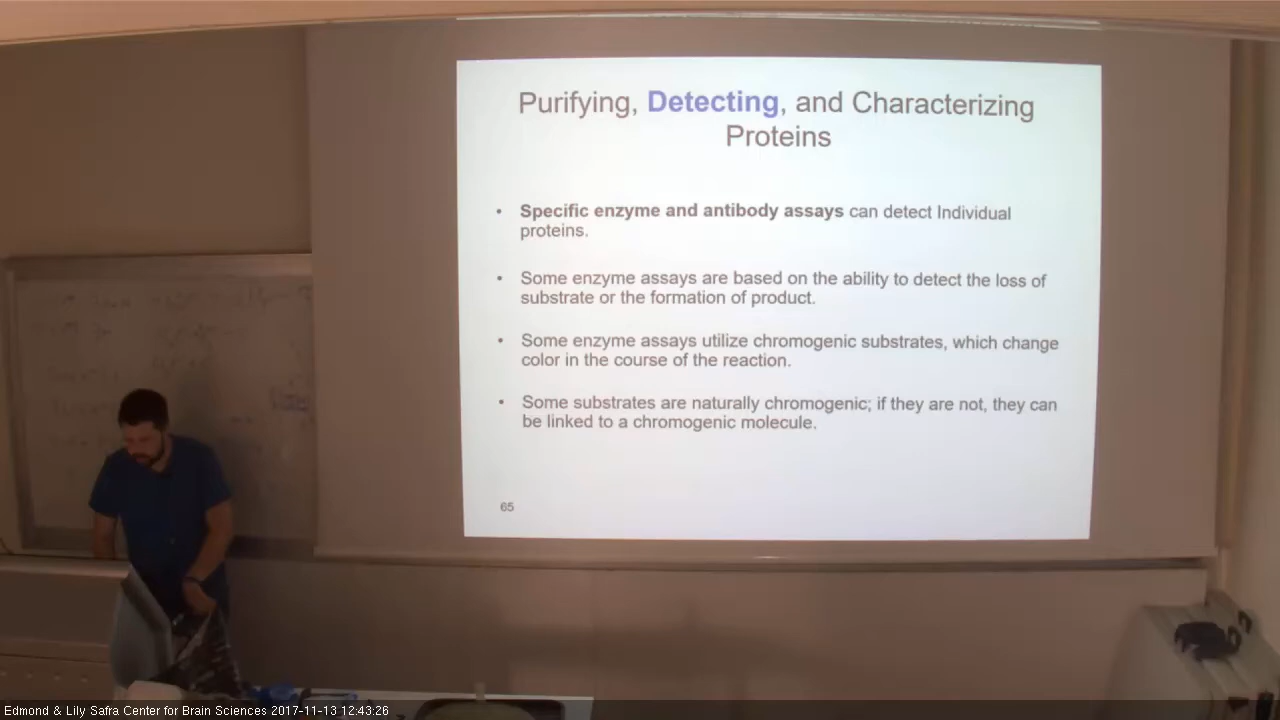 Purifying, Detecting, and Characterizing
Proteins
• Specific enzyme and antibody assays can detect Individual
proteins.
• Some enzyme assays are based on the ability to detect the loss of
substrate or the formation of product.
• Some enzyme assays utilize chromogenic substrates, which change
color in the course of the reaction.
• Some substrates are naturally chromogenic; if they are not, they can
be linked to a chromogenic molecule.
65
Edmond & Lily Safra Center for Brain Sciences 2017-11-13 12:43:26